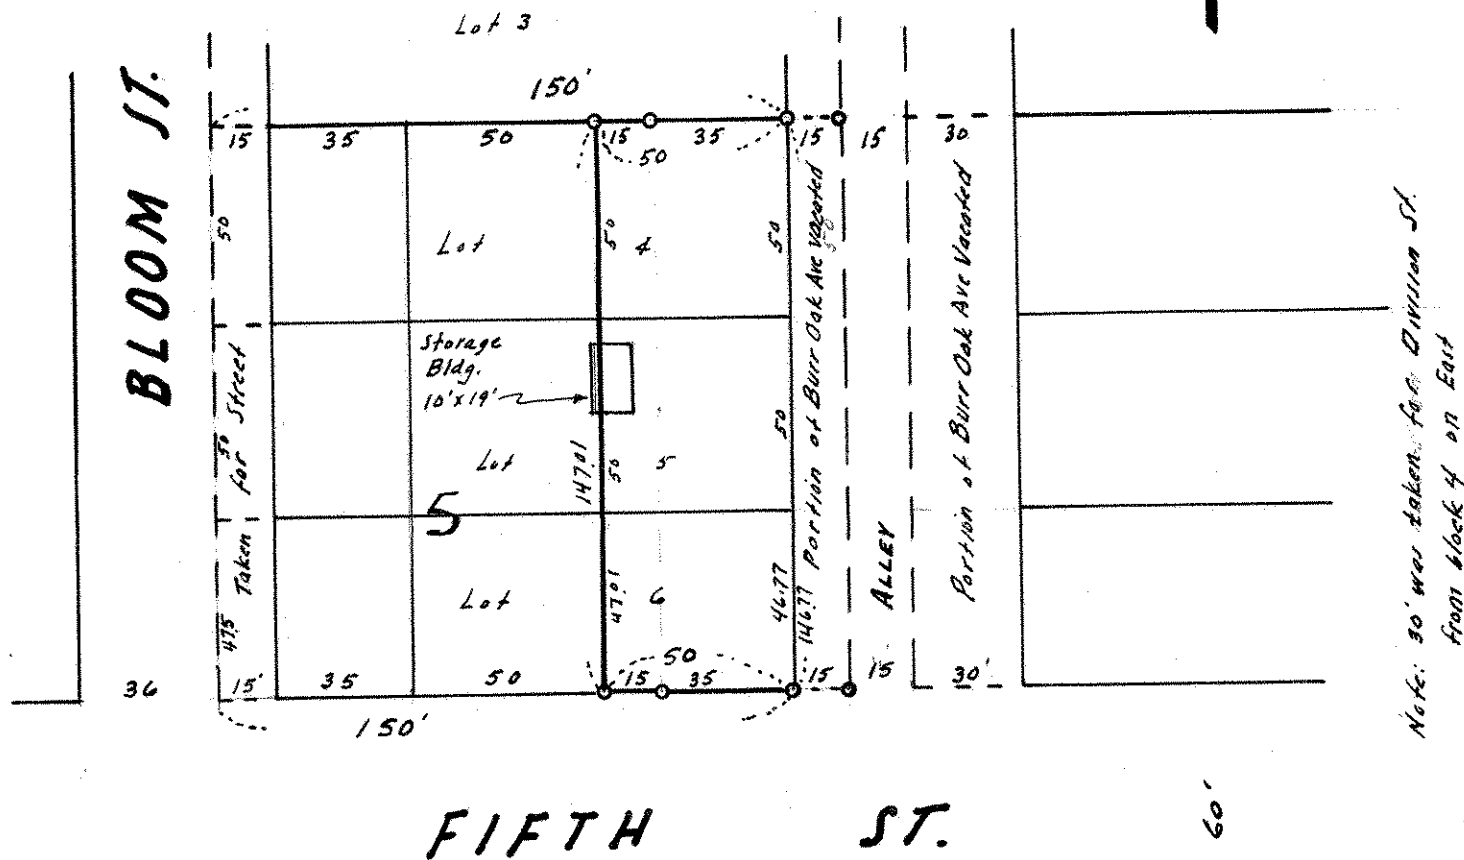 Lot 3
150'
BLOOM ST.
15 35 50 15 35 15 15 30
50
50 Lot 50 4 50
Storage
Bldg.
10'x19'
50 Taken for Street
Lot 147.01 50 5 50
5
Portion of Burr Oak Ave Vacated
Portion of Burr Oak Ave Vacated
ALLEY
47.5 Lot 47.01 6 46.77 146.77
50
36 15' 35 50 15 35 15 15 30'
150'
FIFTH ST.
60'
Note: 30' was taken for Division St.
from block 4 on East